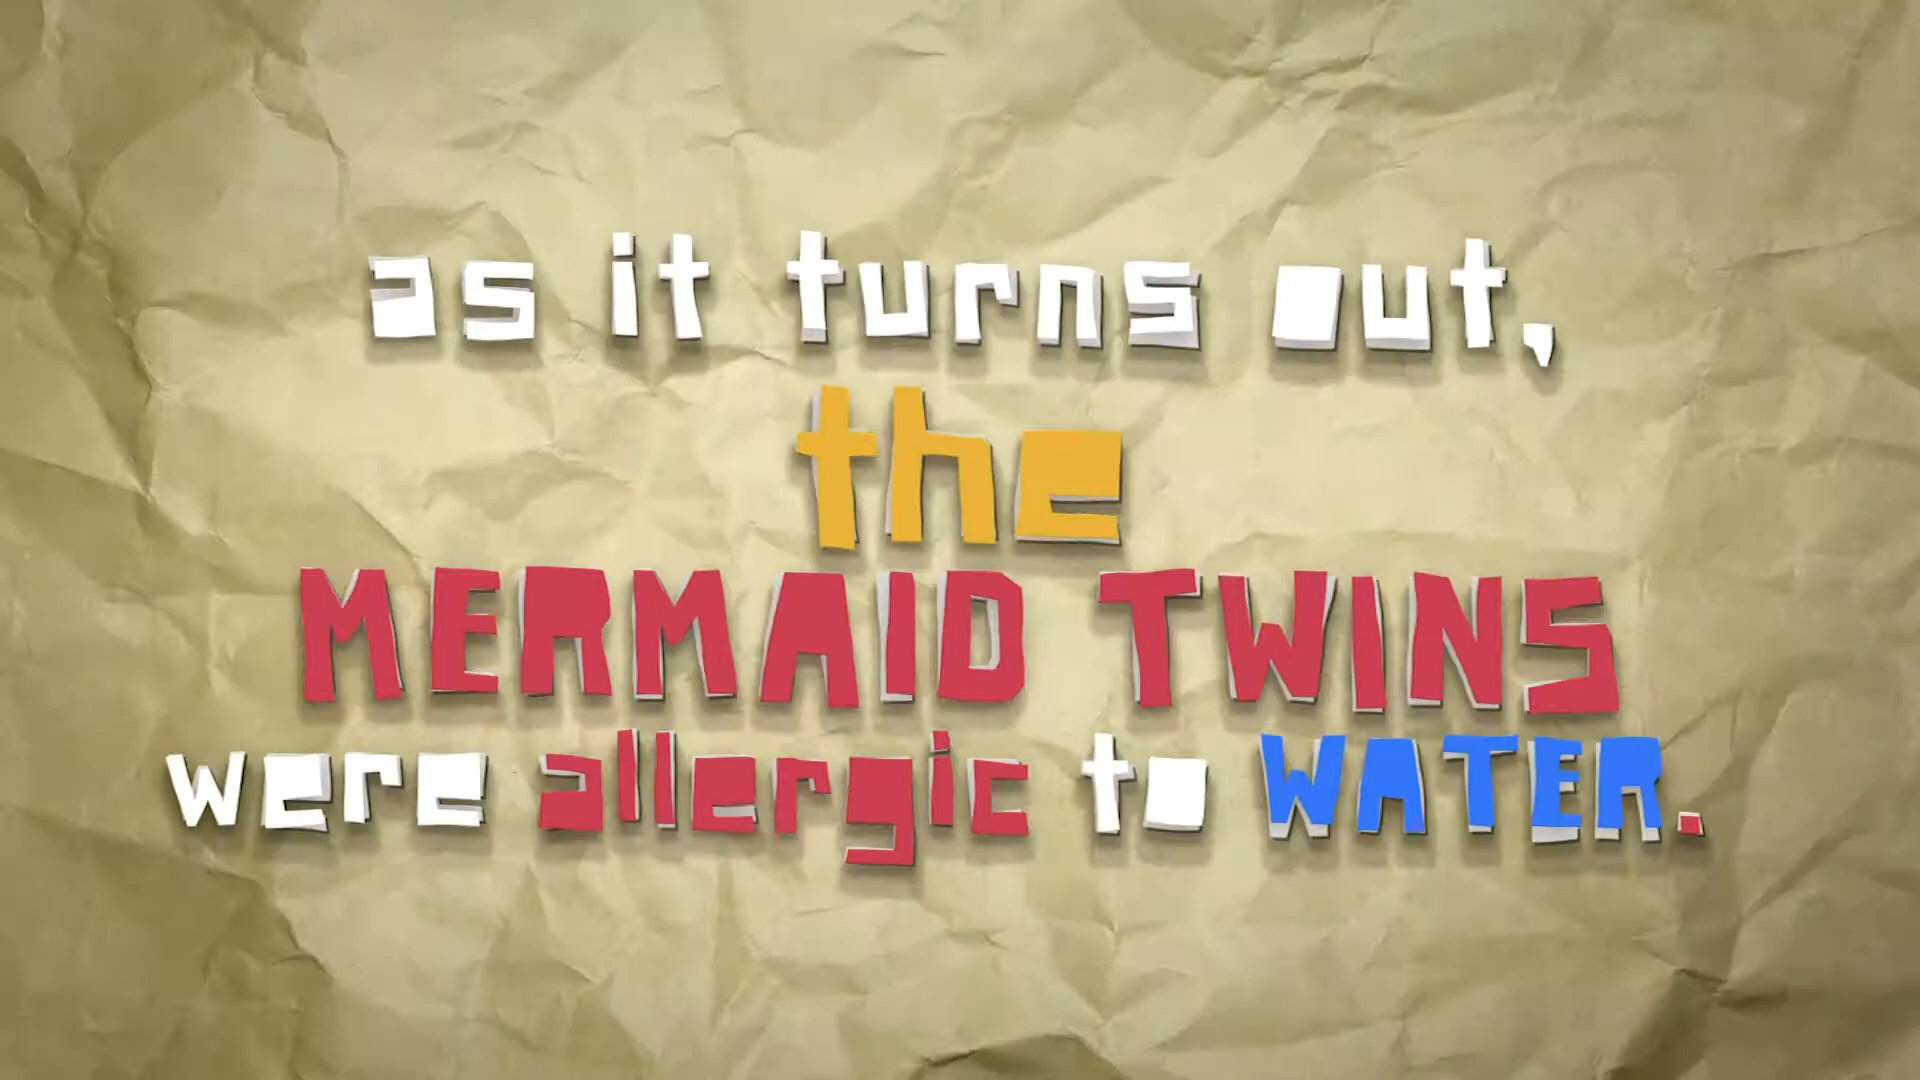 as it turns out,
the
MERMAID TWINS
were allergic to WATER.